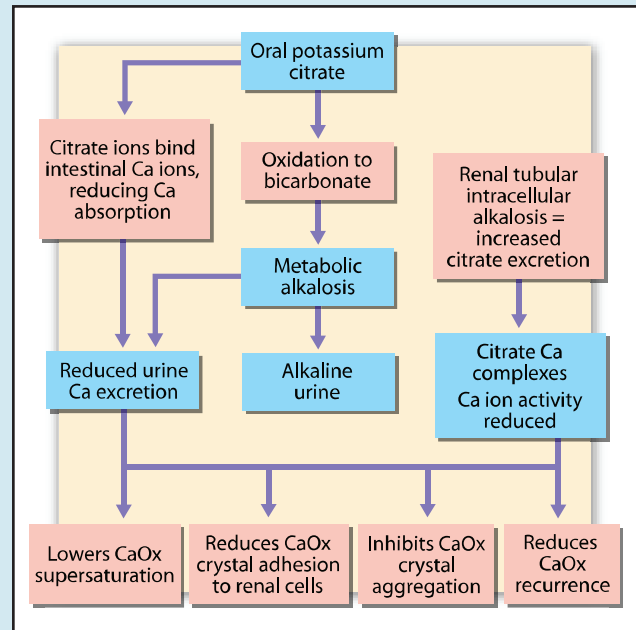 Oral potassium
citrate
Citrate ions bind
intestinal Ca ions,
reducing Ca
absorption
Oxidation to
bicarbonate
Renal tubular
intracellular
alkalosis =
increased
citrate excretion
Metabolic
alkalosis
Reduced urine
Ca excretion
Alkaline
urine
Citrate Ca
complexes
Ca ion activity
reduced
Lowers CaOx
supersaturation
Reduces CaOx
crystal adhesion
to renal cells
Inhibits CaOx
crystal
aggregation
Reduces
CaOx
recurrence